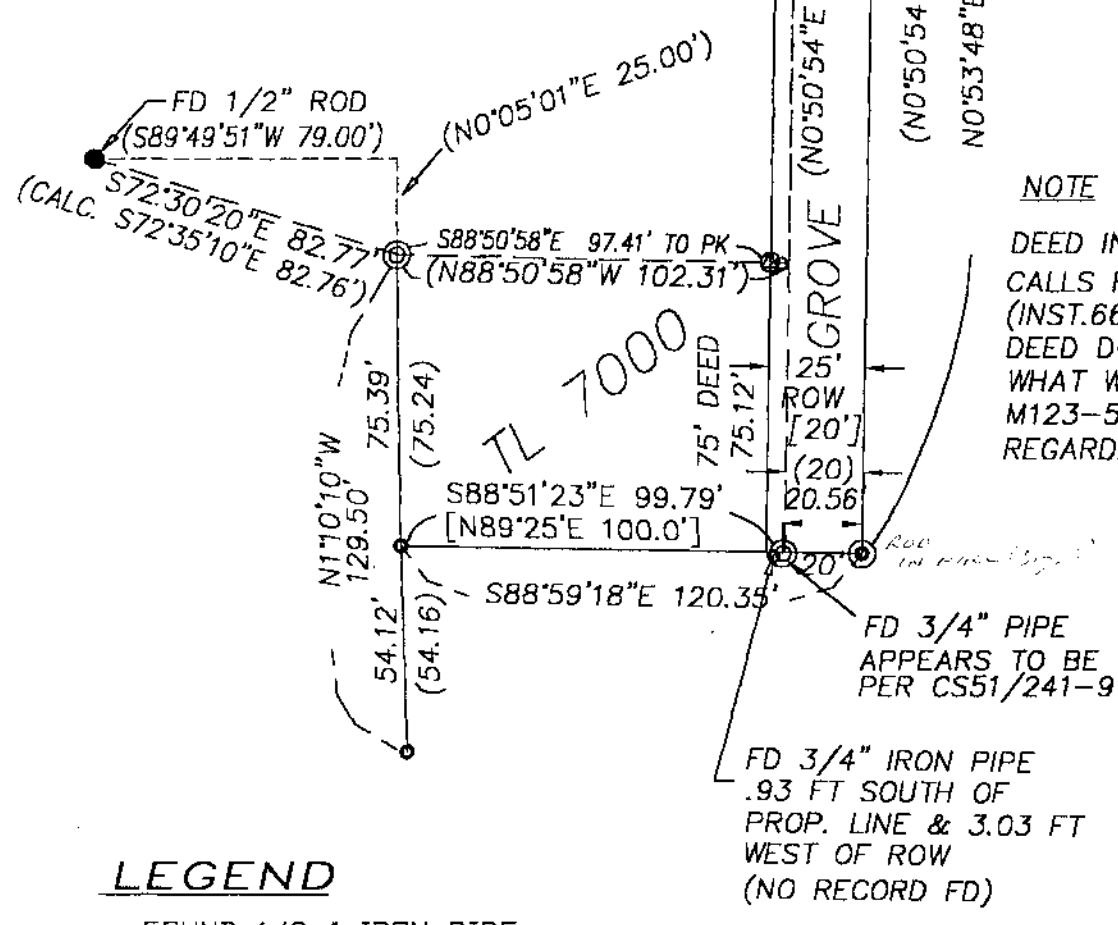 FD 1/2" ROD
(S89°49'51"W 79.00')
(N0°05'01"E 25.00')
S72°30'20"E 82.77'
(CALC. S72°35'10"E 82.76')
S88°50'58"E 97.41' TO PK
(N88°50'58"W 102.31')
(N0°50'54"E
GROVE
(N0°50'54
N0°53'48"E
NOTE
DEED IN
CALLS
(INST.66
DEED
WHAT W
M123-5
REGARD
75.39'
(75.24)
TL 7000
75' DEED
75.12'
25'
ROW
[20']
(20)
20.56'
N1°10'10"W
129.50'
S88°51'23"E 99.79'
[N89°25'E 100.0']
20'
ROD
S88°59'18"E 120.35'
54.12'
(54.16)
FD 3/4" PIPE
APPEARS TO BE
PER CS51/241-9
FD 3/4" IRON PIPE
.93 FT SOUTH OF
PROP. LINE & 3.03 FT
WEST OF ROW
(NO RECORD FD)
LEGEND